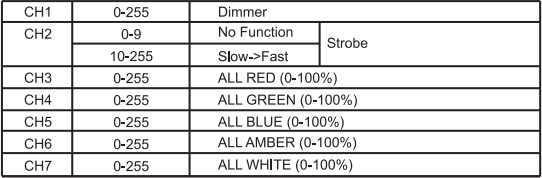 CH1 0-255 Dimmer
CH2 0-9 No Function Strobe
10-255 Slow->Fast
CH3 0-255 ALL RED (0-100%)
CH4 0-255 ALL GREEN (0-100%)
CH5 0-255 ALL BLUE (0-100%)
CH6 0-255 ALL AMBER (0-100%)
CH7 0-255 ALL WHITE (0-100%)